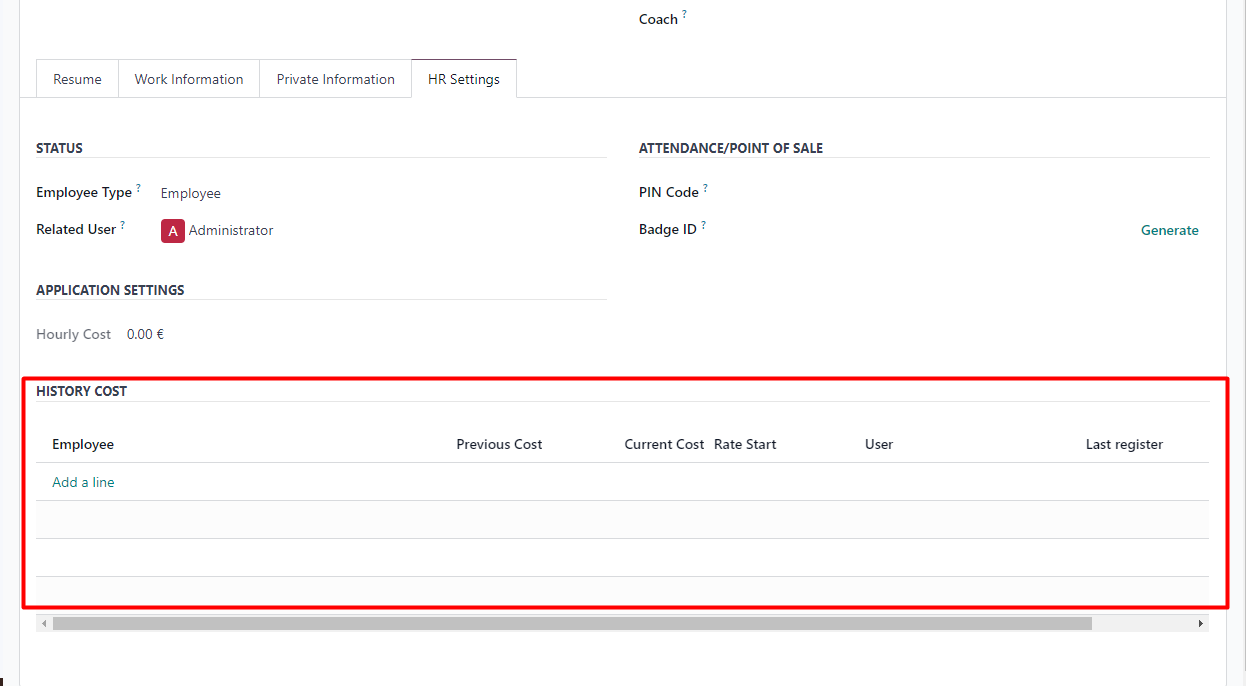 Coach ?
Resume Work Information Private Information HR Settings
STATUS
Employee Type ? Employee
Related User ? A Administrator
ATTENDANCE/POINT OF SALE
PIN Code ?
Badge ID ? Generate
APPLICATION SETTINGS
Hourly Cost 0.00 €
HISTORY COST
Employee Previous Cost Current Cost Rate Start User Last register
Add a line